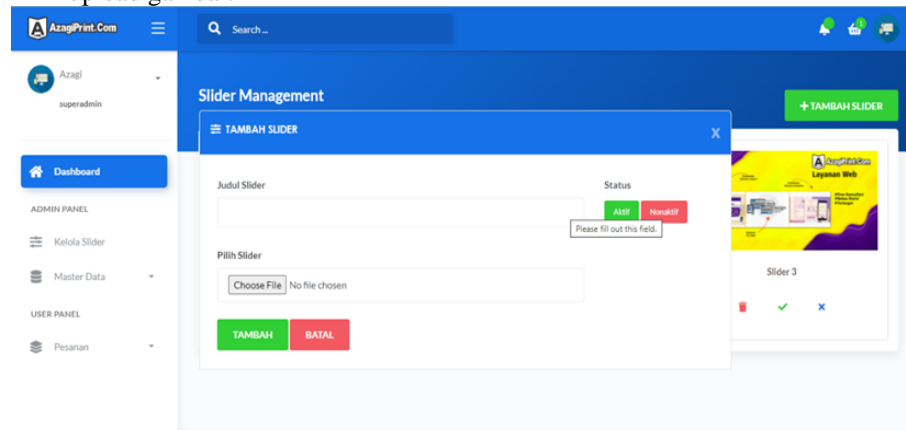 AzagiPrint.Com
Search...
Azagi
superadmin
Slider Management
+TAMBAH SLIDER
TAMBAH SLIDER
X
Dashboard
Judul Slider
Status
Aktif
Nonaktif
Please fill out this field.
ADMIN PANEL
Kelola Slider
Master Data
Pilih Slider
Choose File No file chosen
USER PANEL
Pesanan
TAMBAH
BATAL
AzagiPrint.Com
Layanan Web
Slider 3